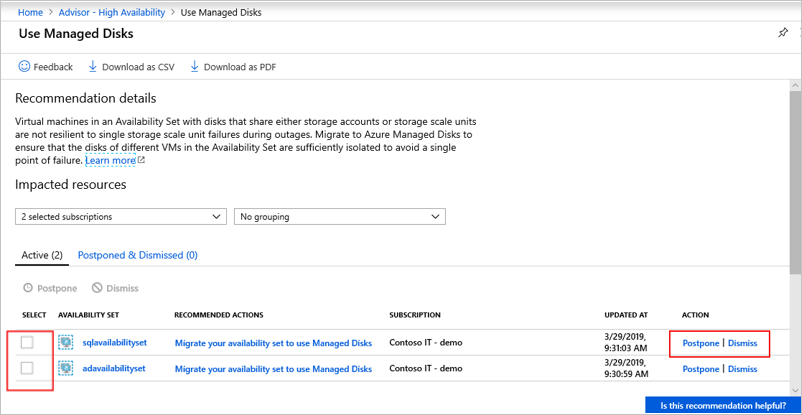 Home > Advisor - High Availability > Use Managed Disks
Use Managed Disks
Feedback Download as CSV Download as PDF
Recommendation details
Virtual machines in an Availability Set with disks that share either storage accounts or storage scale units
are not resilient to single storage scale unit failures during outages. Migrate to Azure Managed Disks to
ensure that the disks of different VMs in the Availability Set are sufficiently isolated to avoid a single
point of failure. Learn more
Impacted resources
2 selected subscriptions No grouping
Active (2) Postponed & Dismissed (0)
Postpone Dismiss
SELECT AVAILABILITY SET RECOMMENDED ACTIONS SUBSCRIPTION UPDATED AT ACTION
sqlavailabilityset Migrate your availability set to use Managed Disks Contoso IT - demo 3/29/2019, 9:31:03 AM Postpone | Dismiss
adavailabilityset Migrate your availability set to use Managed Disks Contoso IT - demo 3/29/2019, 9:30:59 AM Postpone | Dismiss
Is this recommendation helpful?